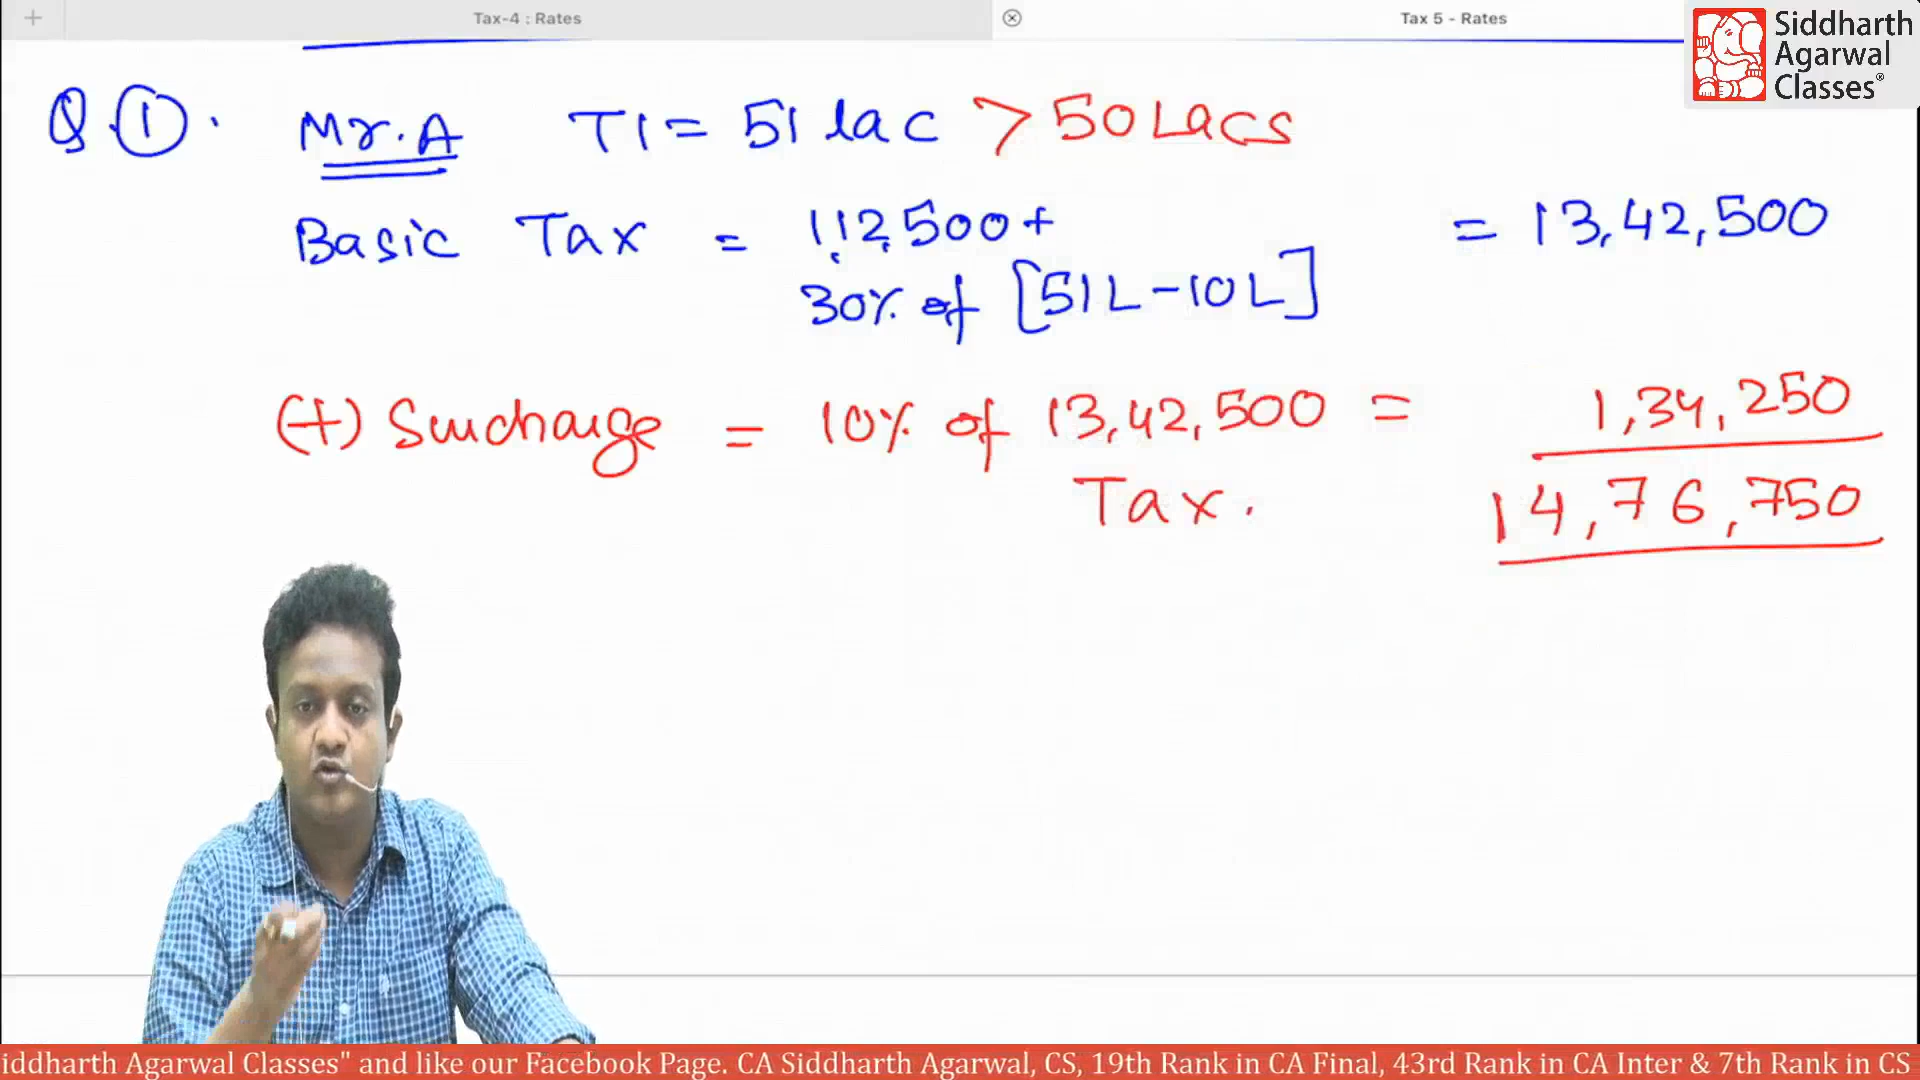 Tax-4 : Rates
Tax 5 - Rates
Siddharth
Agarwal
Classes®
Q.① . Mr.A TI = 51 lac > 50 Lacs
Basic Tax = 1,12,500 + = 13,42,500
30% of [51L - 10L]
(+) Surcharge = 10% of 13,42,500 = 1,34,250
Tax. 14,76,750
iddharth Agarwal Classes" and like our Facebook Page. CA Siddharth Agarwal, CS, 19th Rank in CA Final, 43rd Rank in CA Inter & 7th Rank in CS